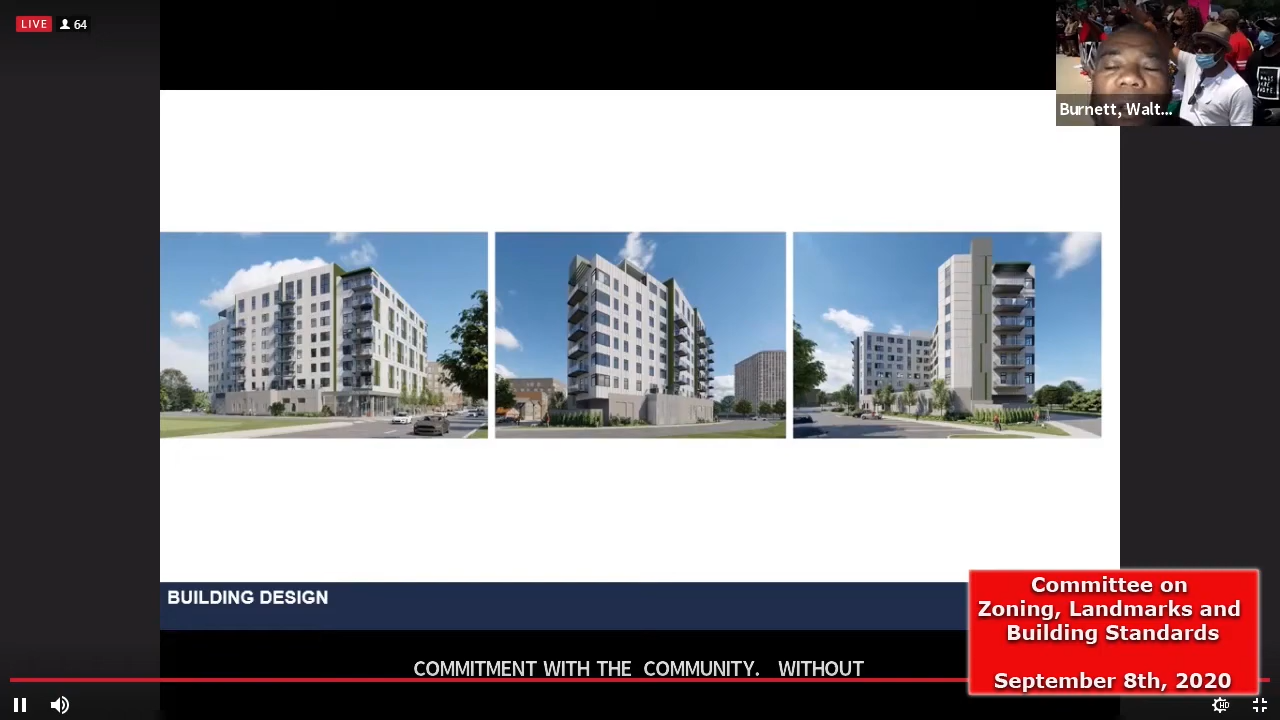 LIVE 64
Burnett, Walt...
BUILDING DESIGN
Committee on
Zoning, Landmarks and
Building Standards
September 8th, 2020
COMMITMENT WITH THE COMMUNITY. WITHOUT
HD